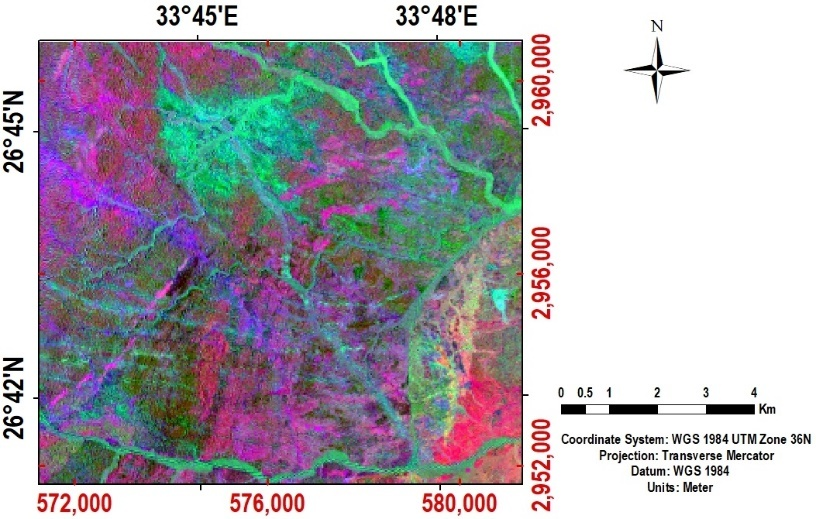 33°45'E 33°48'E
N
2,960,000
26°45'N
2,956,000
26°42'N
2,952,000
572,000 576,000 580,000
0 0.5 1 2 3 4
Km
Coordinate System: WGS 1984 UTM Zone 36N
Projection: Transverse Mercator
Datum: WGS 1984
Units: Meter